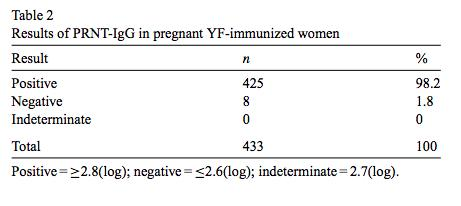 Table 2
Results of PRNT-IgG in pregnant YF-immunized women
Result n %
Positive 425 98.2
Negative 8 1.8
Indeterminate 0 0
Total 433 100
Positive=≥2.8(log); negative=≤2.6(log); indeterminate=2.7(log).